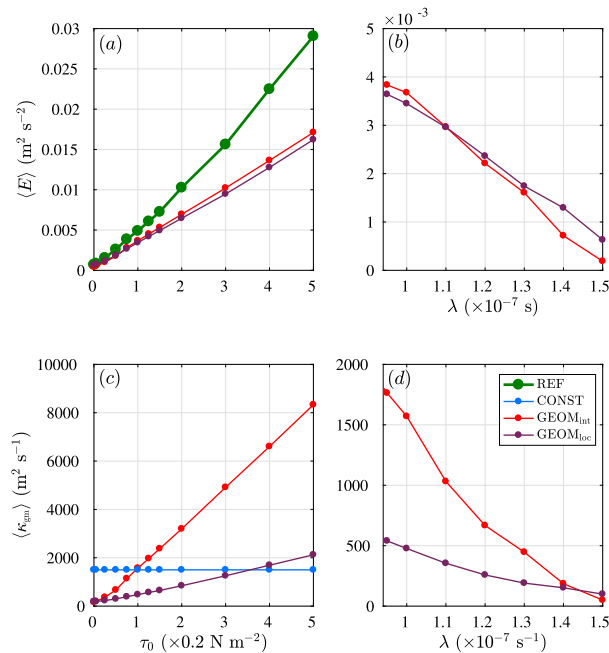 × 10 -3
(a)
(b)
0.03
0.025
0.02
0.015
0.01
0.005
0
⟨E⟩ (m² s⁻²)
0 1 2 3 4 5
5
4
3
2
1
0
1 1.1 1.2 1.3 1.4 1.5
λ (×10⁻⁷ s)
(c)
(d)
10000
8000
6000
4000
2000
0
⟨κgm⟩ (m² s⁻¹)
0 1 2 3 4 5
τ₀ (×0.2 N m⁻²)
2000
1500
1000
500
0
REF
CONST
GEOMint
GEOMloc
1 1.1 1.2 1.3 1.4 1.5
λ (×10⁻⁷ s⁻¹)